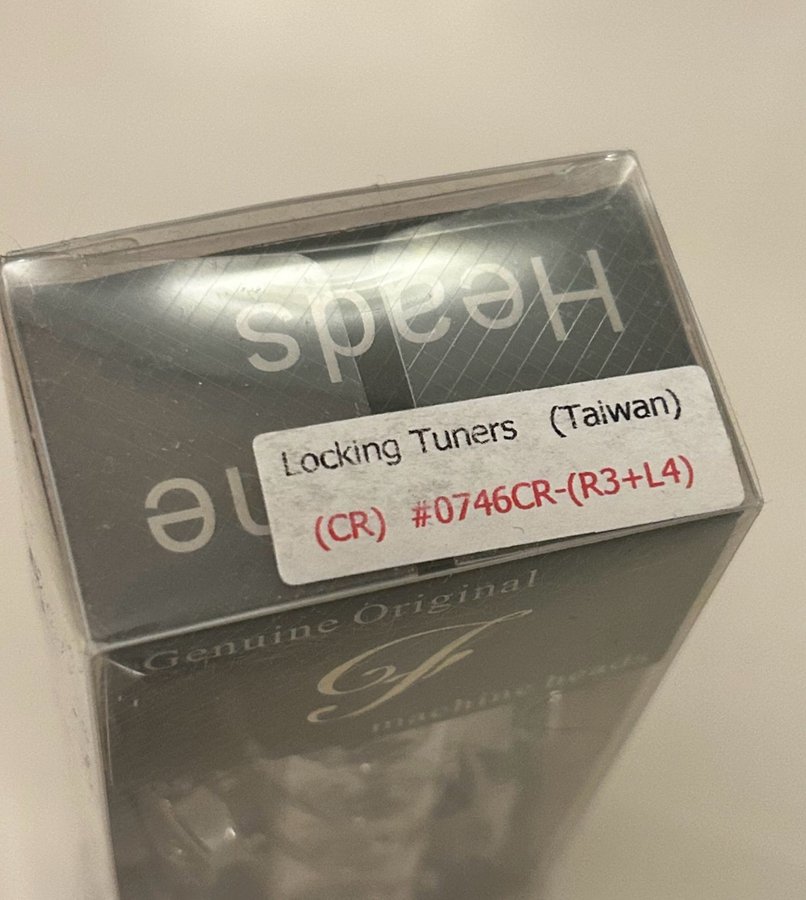 Heads
ne
Locking Tuners (Taiwan)
(CR) #0746CR-(R3+L4)
Genuine Original
F
machine heads